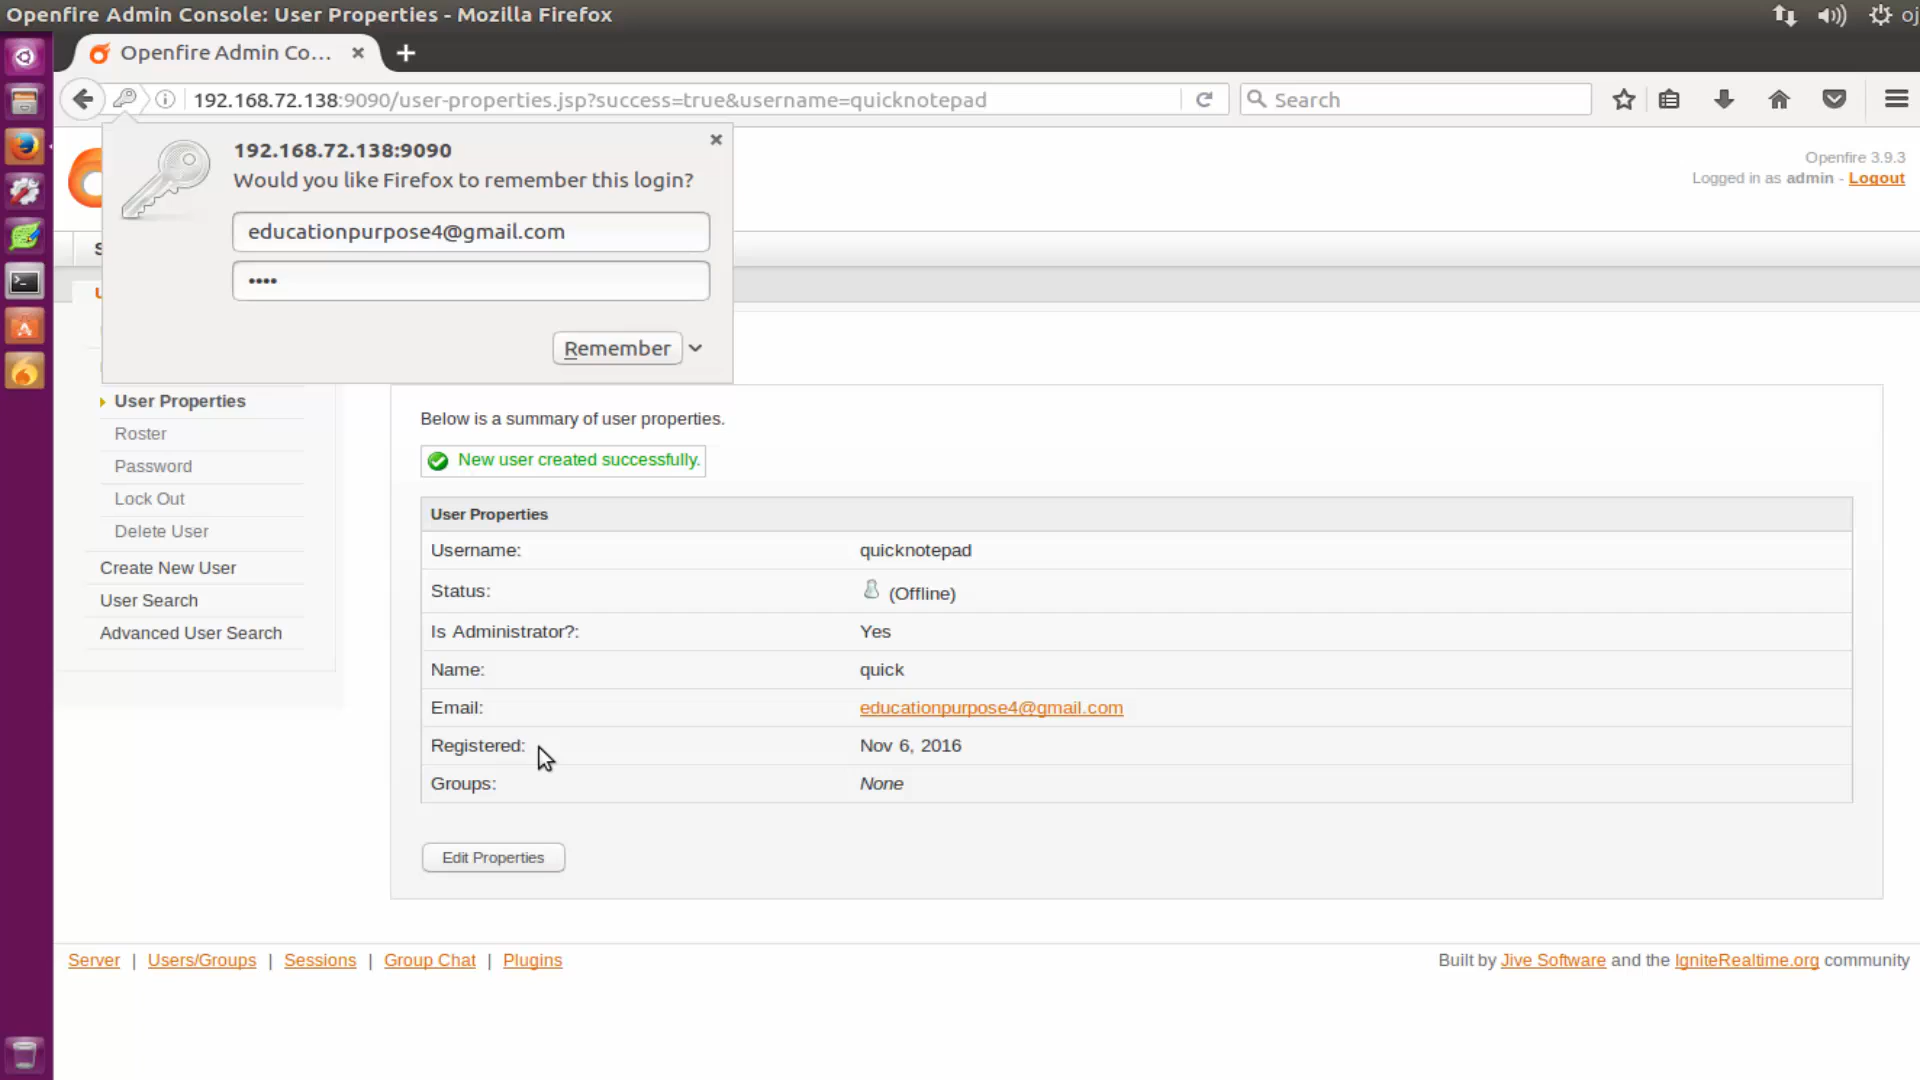 Openfire Admin Console: User Properties - Mozilla Firefox
Openfire Admin Co...
192.168.72.138:9090/user-properties.jsp?success=true&username=quicknotepad
Search
192.168.72.138:9090
Would you like Firefox to remember this login?
educationpurpose4@gmail.com
••••
Remember
Openfire 3.9.3
Logged in as admin - Logout
User Properties
Roster
Password
Lock Out
Delete User
Create New User
User Search
Advanced User Search
Below is a summary of user properties.
New user created successfully.
User Properties
Username: quicknotepad
Status: (Offline)
Is Administrator?: Yes
Name: quick
Email: educationpurpose4@gmail.com
Registered: Nov 6, 2016
Groups: None
Edit Properties
Server | Users/Groups | Sessions | Group Chat | Plugins
Built by Jive Software and the IgniteRealtime.org community